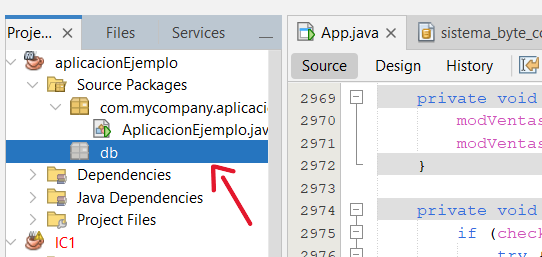 Proje...
Files
Services
aplicacionEjemplo
Source Packages
com.mycompany.aplicaci
AplicacionEjemplo.jav
db
Dependencies
Java Dependencies
Project Files
IC1
App.java
sistema_byte_co
Source
Design
History
2969 private void
2970 modVentas
2971 modVentas
2972 }
2973
2974 private void
2975 if (check
2976 try {